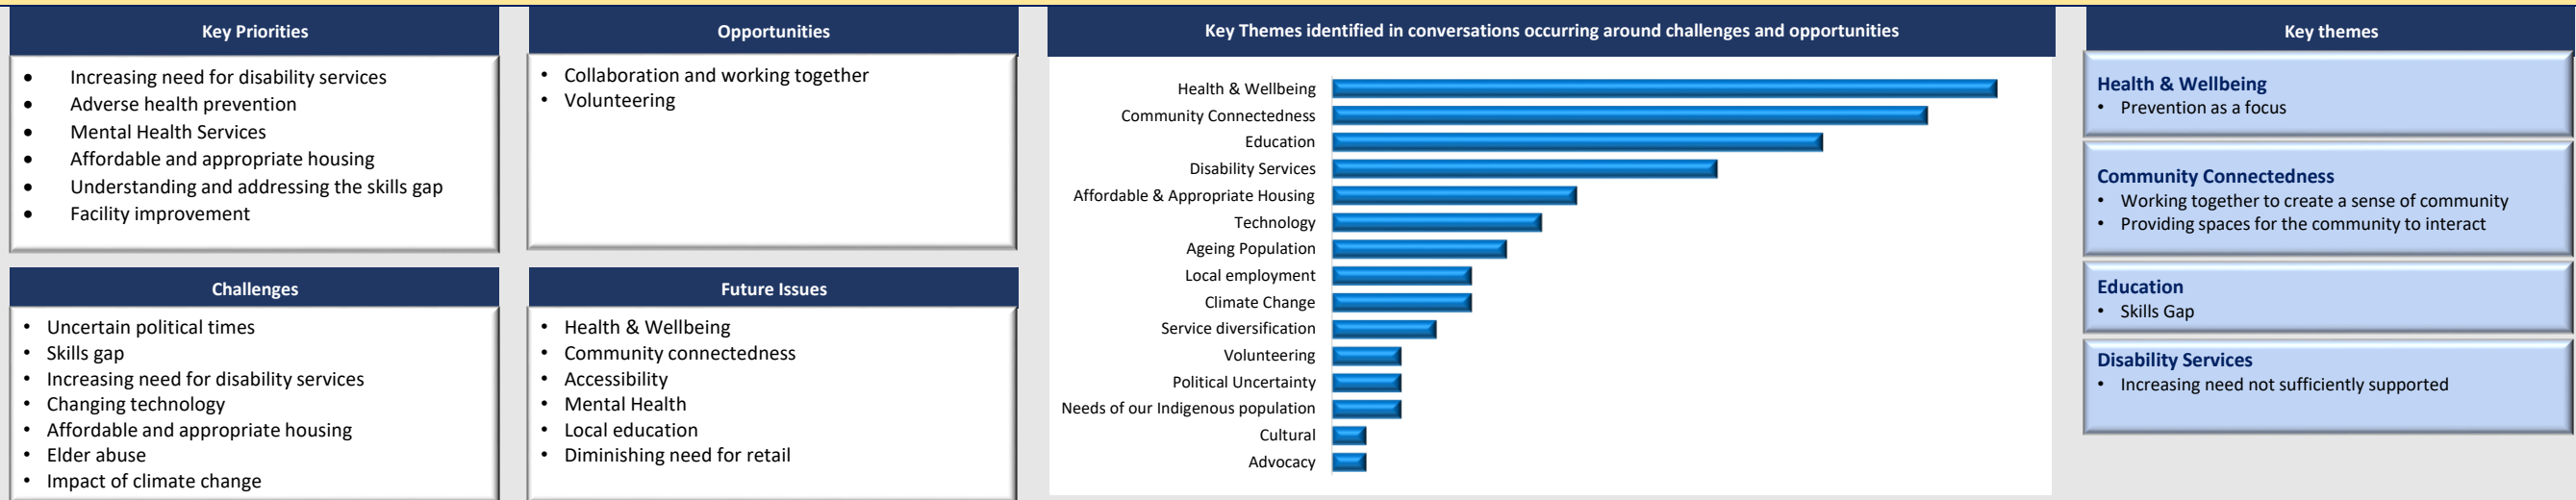 Key Priorities
• Increasing need for disability services
• Adverse health prevention
• Mental Health Services
• Affordable and appropriate housing
• Understanding and addressing the skills gap
• Facility improvement
Opportunities
• Collaboration and working together
• Volunteering
Challenges
• Uncertain political times
• Skills gap
• Increasing need for disability services
• Changing technology
• Affordable and appropriate housing
• Elder abuse
• Impact of climate change
Future Issues
• Health & Wellbeing
• Community connectedness
• Accessibility
• Mental Health
• Local education
• Diminishing need for retail
Key Themes identified in conversations occurring around challenges and opportunities
Health & Wellbeing
Community Connectedness
Education
Disability Services
Affordable & Appropriate Housing
Technology
Ageing Population
Local employment
Climate Change
Service diversification
Volunteering
Political Uncertainty
Needs of our Indigenous population
Cultural
Advocacy
Key themes
Health & Wellbeing
• Prevention as a focus
Community Connectedness
• Working together to create a sense of community
• Providing spaces for the community to interact
Education
• Skills Gap
Disability Services
• Increasing need not sufficiently supported